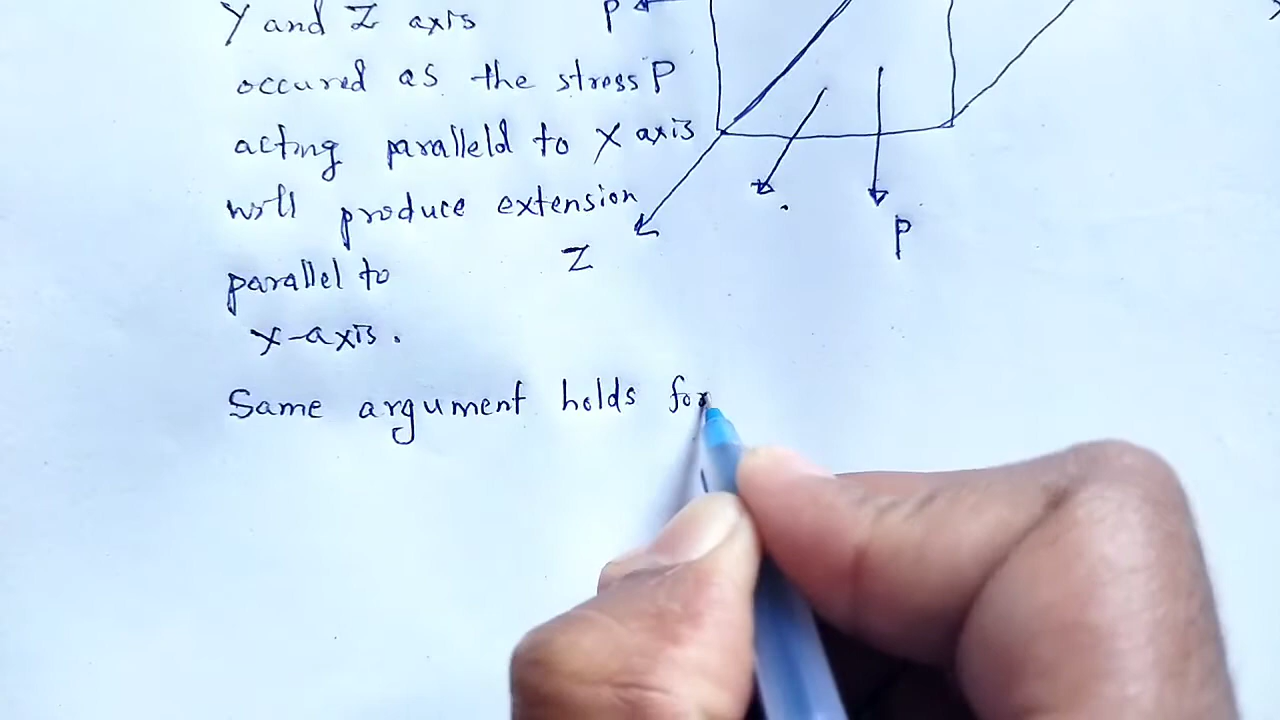 Y and Z axis
occured as the stress P
acting paralleld to X axis
will produce extension
parallel to
X-axis.
Same argument holds for
P
P
Z